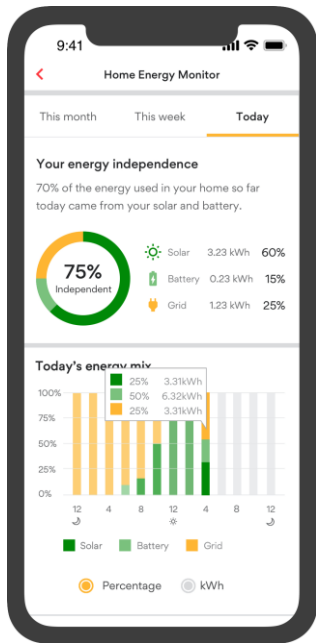 9:41
Home Energy Monitor
This month This week Today
Your energy independence
70% of the energy used in your home so far
today came from your solar and battery.
75%
Independent
Solar 3.23 kWh 60%
Battery 0.23 kWh 15%
Grid 1.23 kWh 25%
Today's energy mix
25% 3.31kWh
50% 6.32kWh
25% 3.31kWh
100%
75%
50%
25%
0%
12 4 8 12 4 8 12
Solar Battery Grid
Percentage kWh